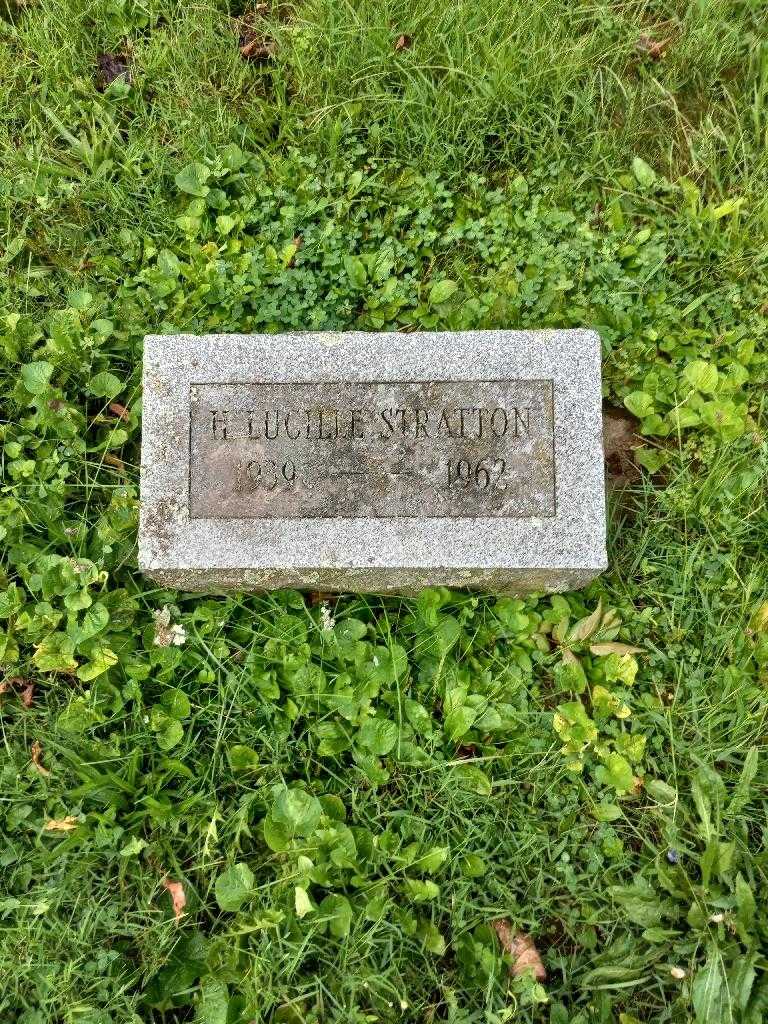 H. LUCILLE STRATTON
1939 — — 1962